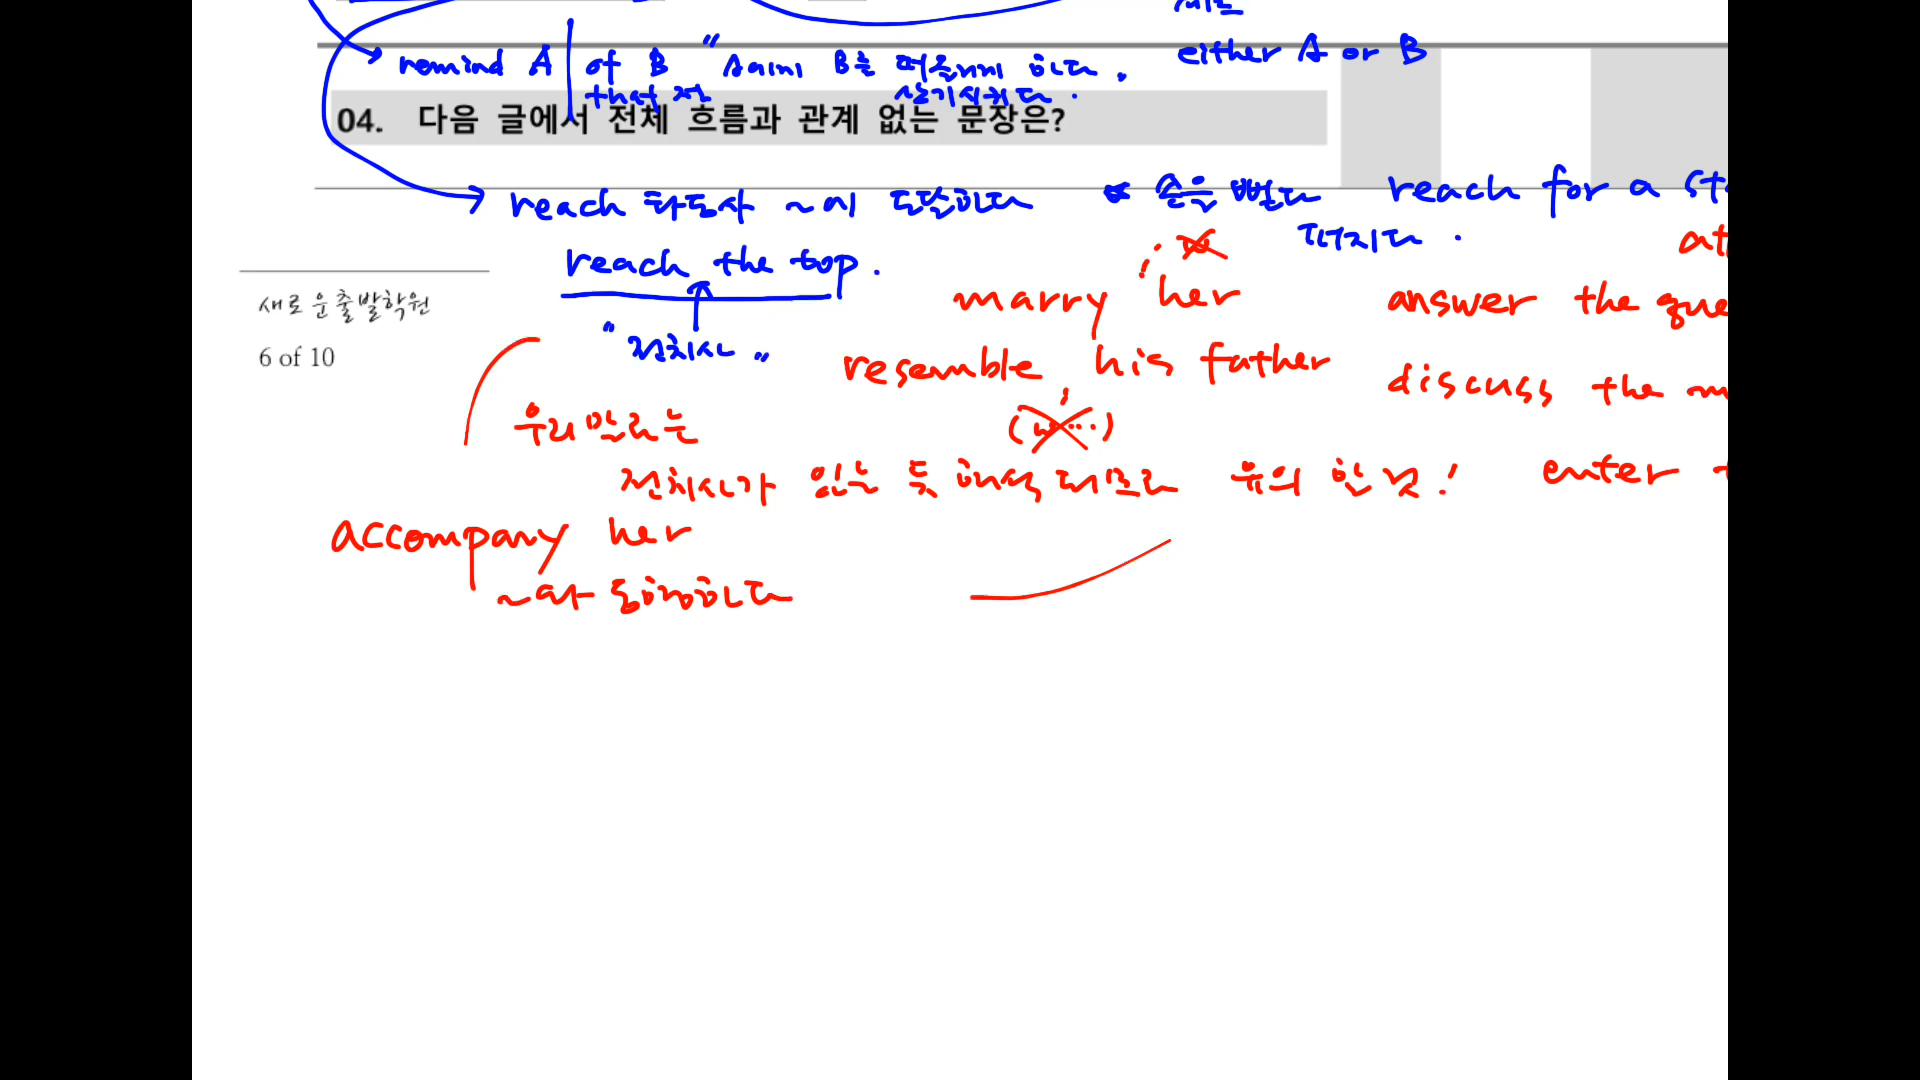 either A or B
remind A of B " A에게 B를 떠올리게 하다.
that 절 상기시키다.
04. 다음 글에서 전체 흐름과 관계 없는 문장은?
reach 타동사 ~에 도달하다 손을 뻗다 reach for a st
터지다.
reach the top.
at
marry her answer the que
새로운출발학원
"전치사"
6 of 10
resemble his father discuss the m
우리말로는
(w...)
전치사가 있는 듯 해석되므로 유의 할 것! enter t
accompany her
~와 동행하다